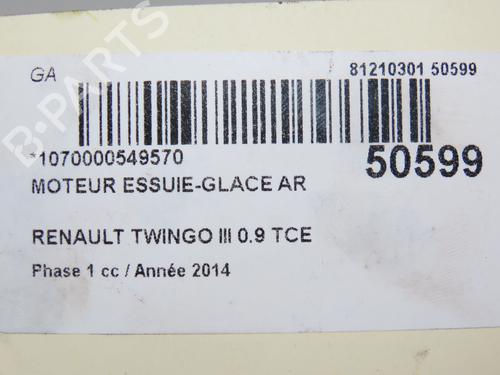 GA
81210301 50599
*1070000549570
50599
MOTEUR ESSUIE-GLACE AR
RENAULT TWINGO III 0.9 TCE
Phase 1 cc / Année 2014
B-PARTS